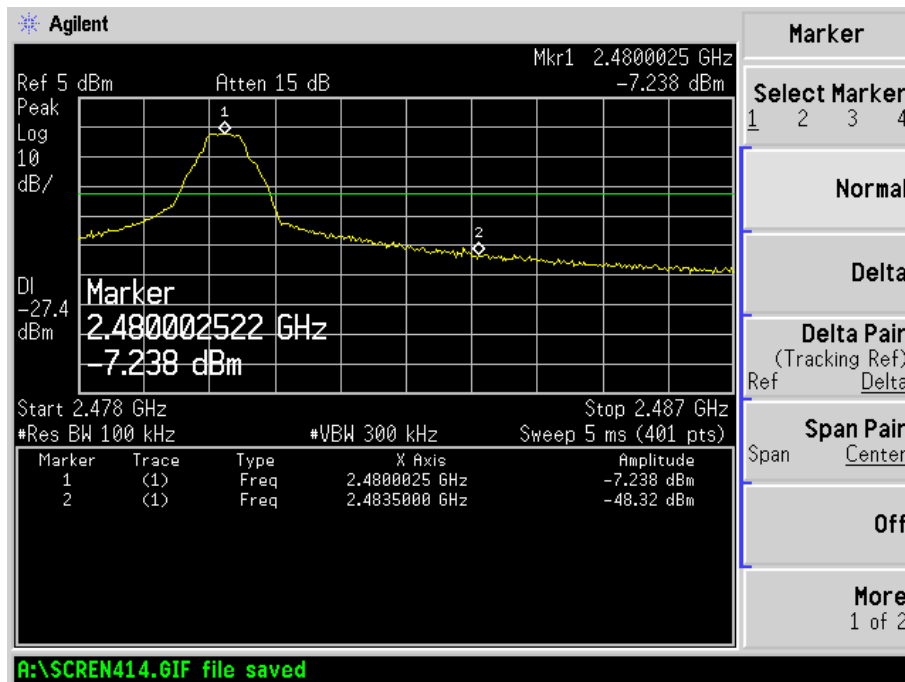 Agilent
Marker
Mkr1 2.4800025 GHz
Ref 5 dBm Atten 15 dB -7.238 dBm
Peak
Log
10
dB/
1
2
DI
-27.4
dBm
Marker
2.480002522 GHz
-7.238 dBm
Start 2.478 GHz Stop 2.487 GHz
#Res BW 100 kHz #VBW 300 kHz Sweep 5 ms (401 pts)
Marker Trace Type X Axis Amplitude
1 (1) Freq 2.4800025 GHz -7.238 dBm
2 (1) Freq 2.4835000 GHz -48.32 dBm
Select Marker
1 2 3 4
Normal
Delta
Delta Pair
(Tracking Ref)
Ref Delta
Span Pair
Span Center
Off
More
1 of 2
A:\SCREN414.GIF file saved